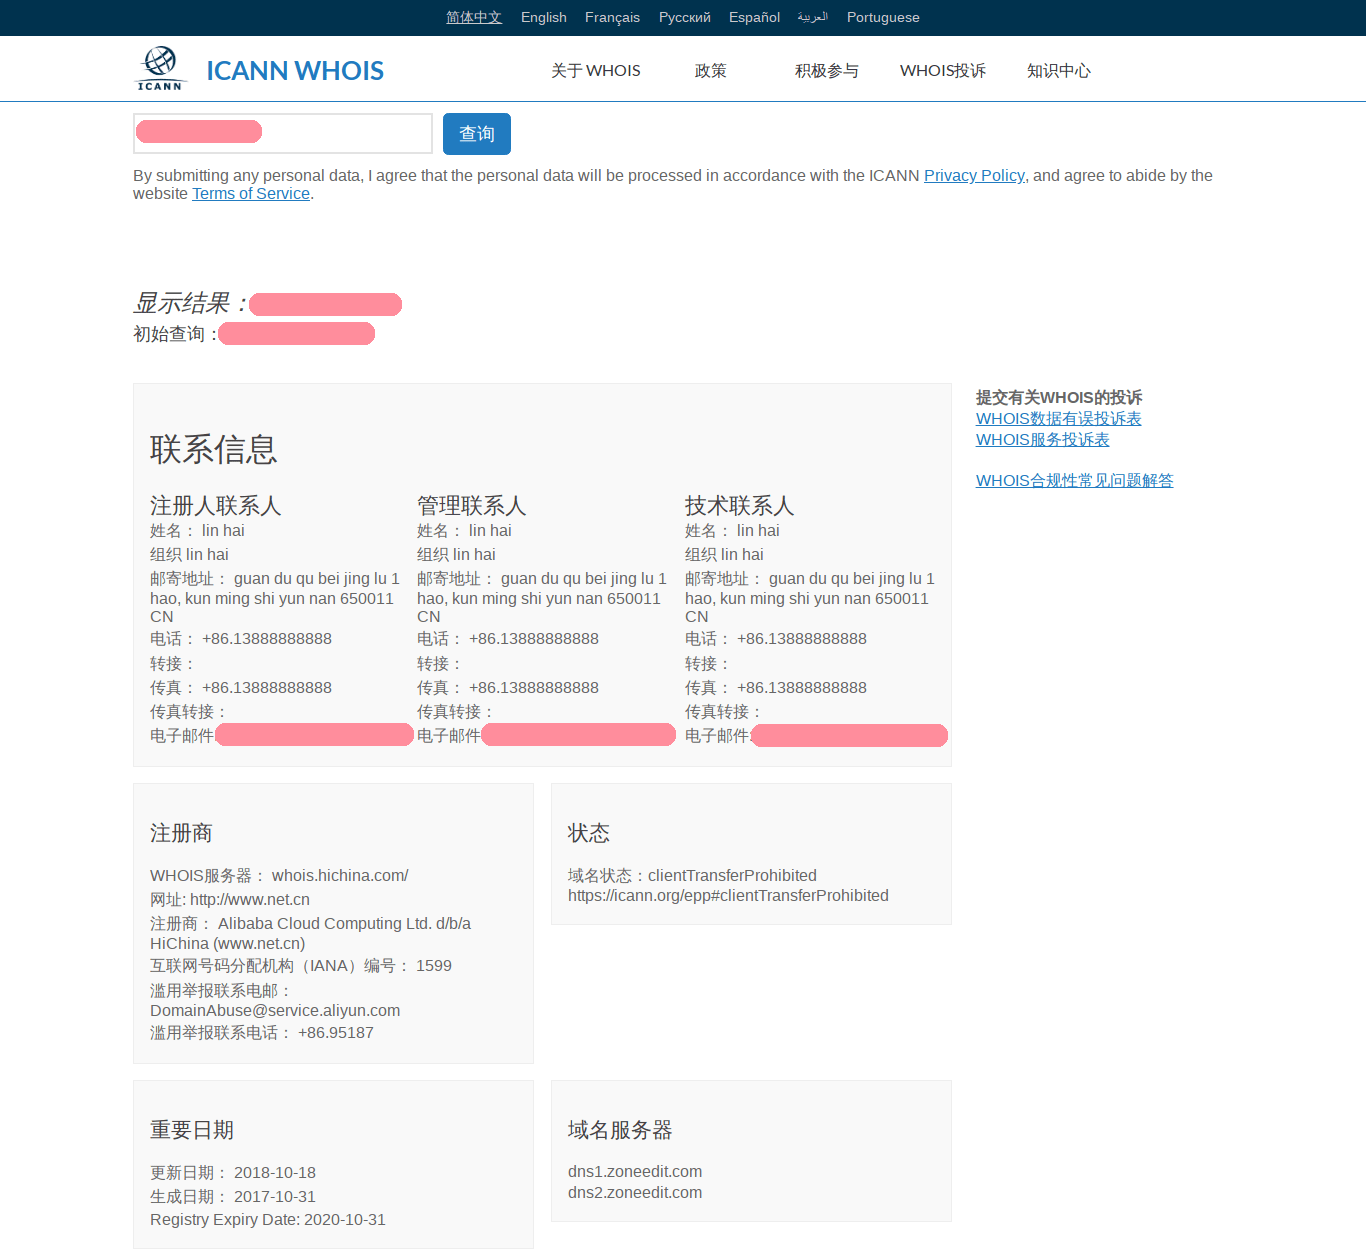 简体中文 English Français Русский Español العربية Portuguese
ICANN
ICANN WHOIS
关于 WHOIS 政策 积极参与 WHOIS投诉 知识中心
查询
By submitting any personal data, I agree that the personal data will be processed in accordance with the ICANN Privacy Policy, and agree to abide by the
website Terms of Service.
显示结果：
初始查询：
联系信息
注册人联系人
姓名： lin hai
组织 lin hai
邮寄地址： guan du qu bei jing lu 1
hao, kun ming shi yun nan 650011
CN
电话： +86.13888888888
转接：
传真： +86.13888888888
传真转接：
电子邮件
管理联系人
姓名： lin hai
组织 lin hai
邮寄地址： guan du qu bei jing lu 1
hao, kun ming shi yun nan 650011
CN
电话： +86.13888888888
转接：
传真： +86.13888888888
传真转接：
电子邮件
技术联系人
姓名： lin hai
组织 lin hai
邮寄地址： guan du qu bei jing lu 1
hao, kun ming shi yun nan 650011
CN
电话： +86.13888888888
转接：
传真： +86.13888888888
传真转接：
电子邮件:
提交有关WHOIS的投诉
WHOIS数据有误投诉表
WHOIS服务投诉表
WHOIS合规性常见问题解答
注册商
WHOIS服务器： whois.hichina.com/
网址: http://www.net.cn
注册商： Alibaba Cloud Computing Ltd. d/b/a
HiChina (www.net.cn)
互联网号码分配机构（IANA）编号： 1599
滥用举报联系电邮：
DomainAbuse@service.aliyun.com
滥用举报联系电话： +86.95187
状态
域名状态：clientTransferProhibited
https://icann.org/epp#clientTransferProhibited
重要日期
更新日期： 2018-10-18
生成日期： 2017-10-31
Registry Expiry Date: 2020-10-31
域名服务器
dns1.zoneedit.com
dns2.zoneedit.com